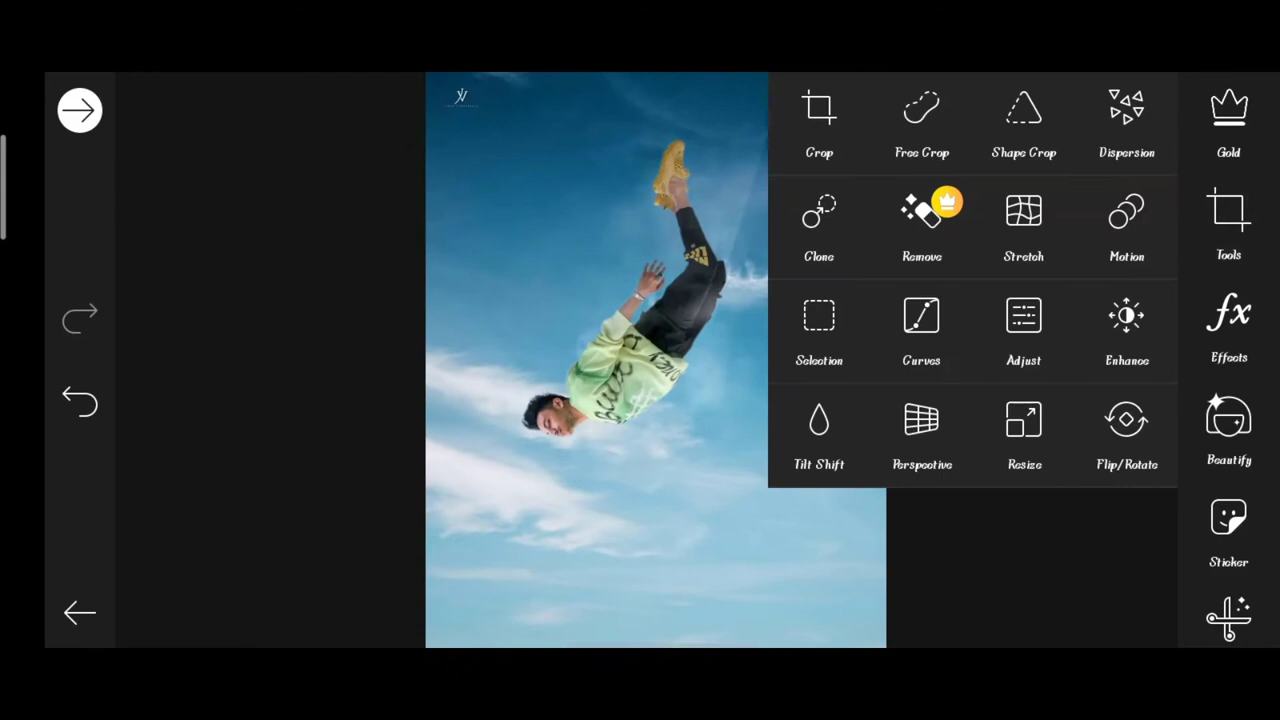 Crop Free Crop Shape Crop Dispersion
Clone Remove Stretch Motion
Selection Curves Adjust Enhance
Tilt Shift Perspective Resize Flip/Rotate
Gold
Tools
fx
Effects
Beautify
Sticker